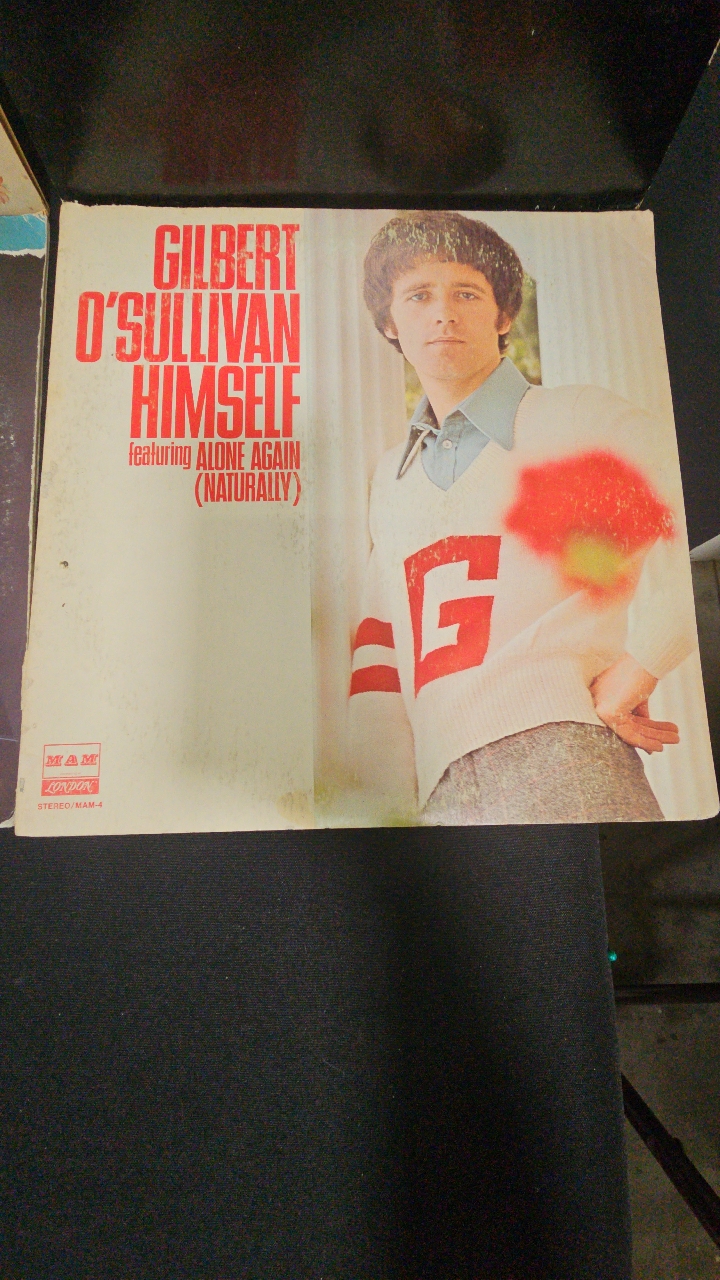 GILBERT
O'SULLIVAN
HIMSELF
featuring ALONE AGAIN
(NATURALLY)
G
MAM
LONDON
STEREO/MAM-4